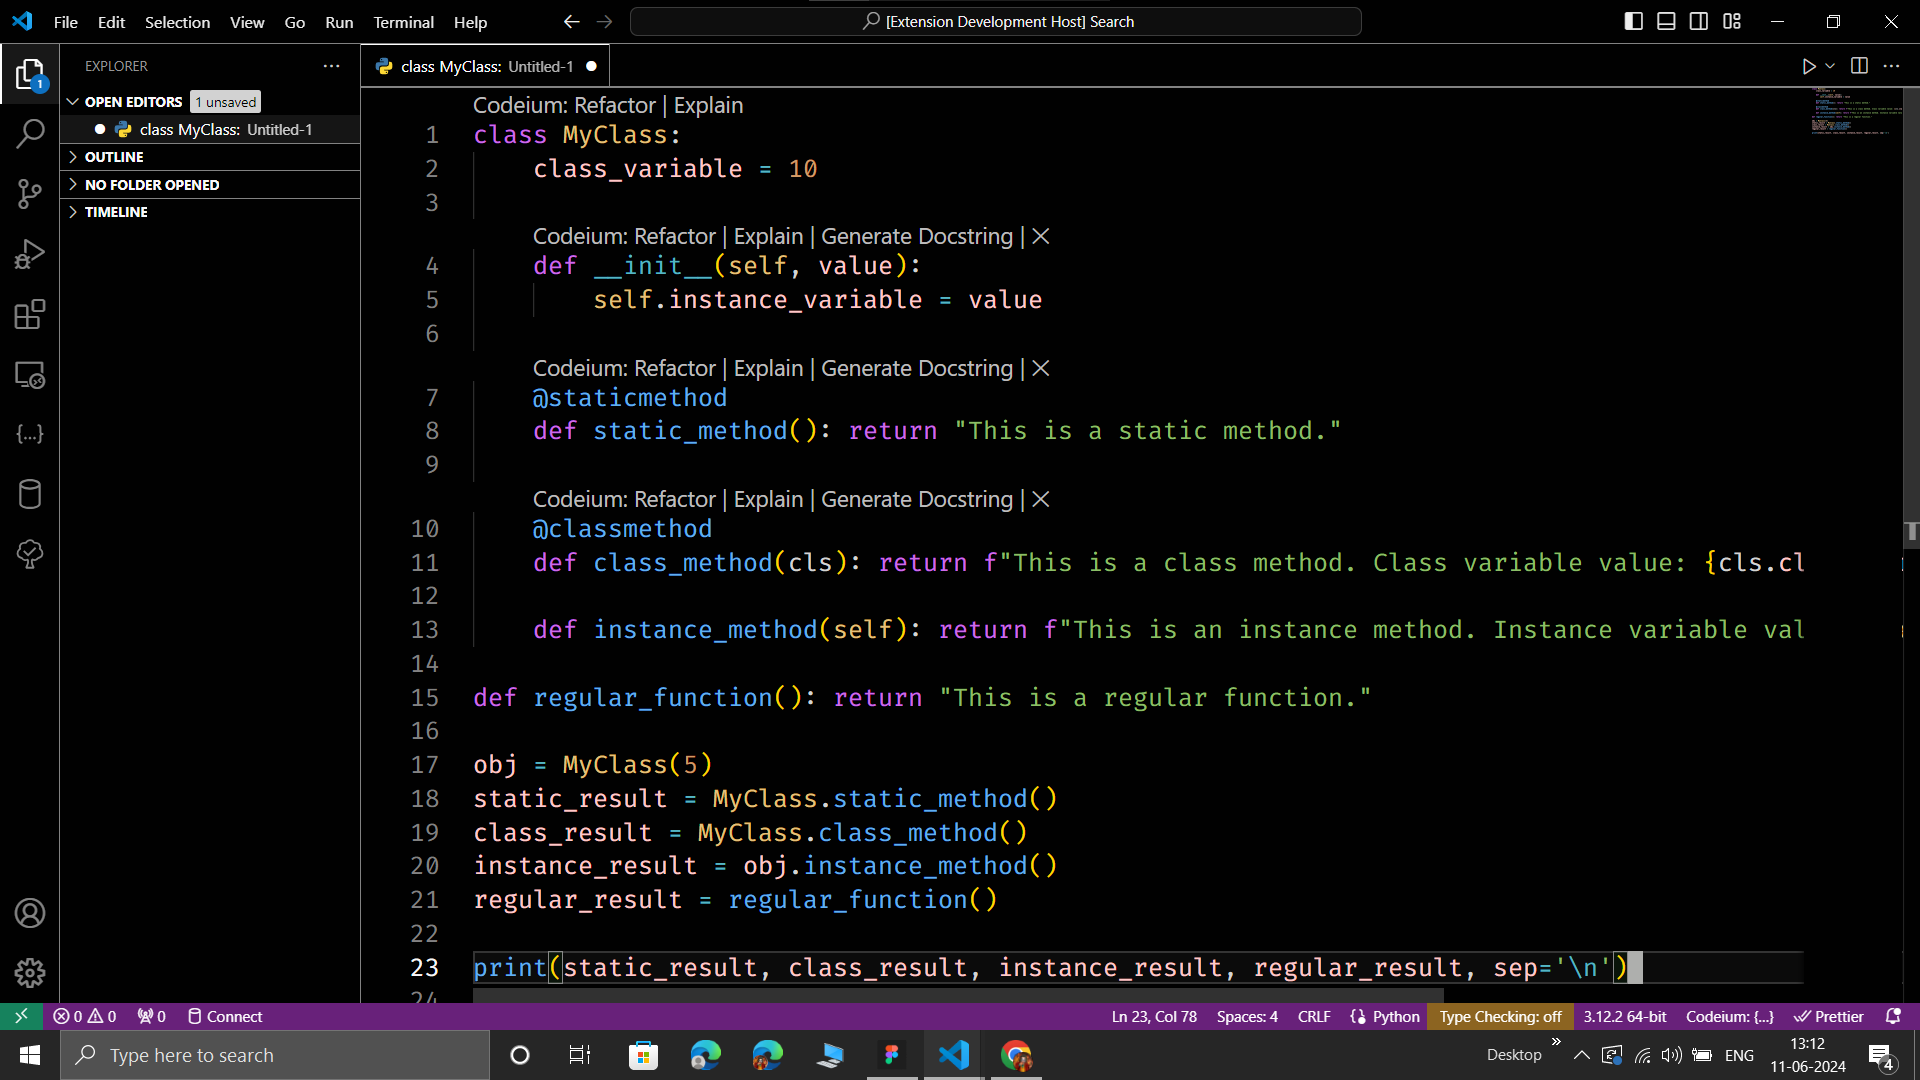 File Edit Selection View Go Run Terminal Help
[Extension Development Host] Search
EXPLORER
OPEN EDITORS 1 unsaved
class MyClass: Untitled-1
OUTLINE
NO FOLDER OPENED
TIMELINE
1
class MyClass: Untitled-1
Codeium: Refactor | Explain
1 class MyClass:
2 class_variable = 10
3
Codeium: Refactor | Explain | Generate Docstring | ✕
4 def __init__(self, value):
5 self.instance_variable = value
6
Codeium: Refactor | Explain | Generate Docstring | ✕
7 @staticmethod
8 def static_method(): return "This is a static method."
9
Codeium: Refactor | Explain | Generate Docstring | ✕
10 @classmethod
11 def class_method(cls): return f"This is a class method. Class variable value: {cls.cl
12
13 def instance_method(self): return f"This is an instance method. Instance variable val
14
15 def regular_function(): return "This is a regular function."
16
17 obj = MyClass(5)
18 static_result = MyClass.static_method()
19 class_result = MyClass.class_method()
20 instance_result = obj.instance_method()
21 regular_result = regular_function()
22
23 print(static_result, class_result, instance_result, regular_result, sep='\n')
24
0 0 0 Connect
Ln 23, Col 78 Spaces: 4 CRLF Python Type Checking: off 3.12.2 64-bit Codeium: {...} Prettier
Type here to search
Desktop » ENG
13:12
11-06-2024
4